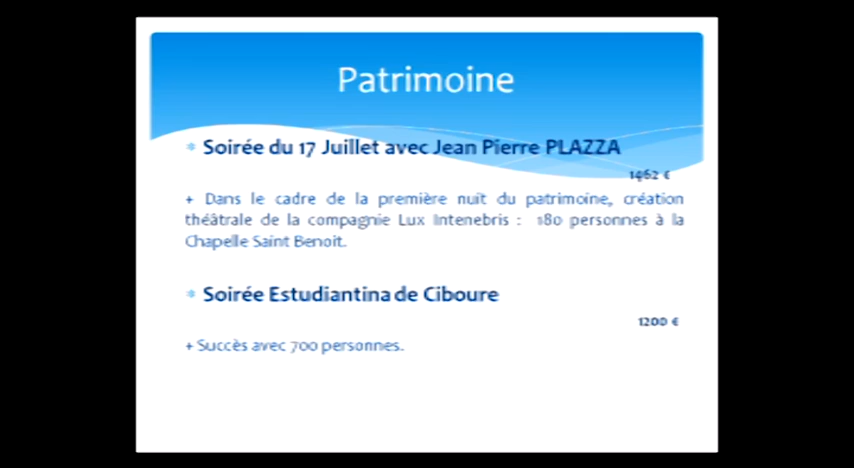 Patrimoine
* Soirée du 17 Juillet avec Jean Pierre PLAZZA
1462 €
+ Dans le cadre de la première nuit du patrimoine, création
théâtrale de la compagnie Lux Intenebris : 180 personnes à la
Chapelle Saint Benoit.
* Soirée Estudiantina de Ciboure
1200 €
+ Succès avec 700 personnes.